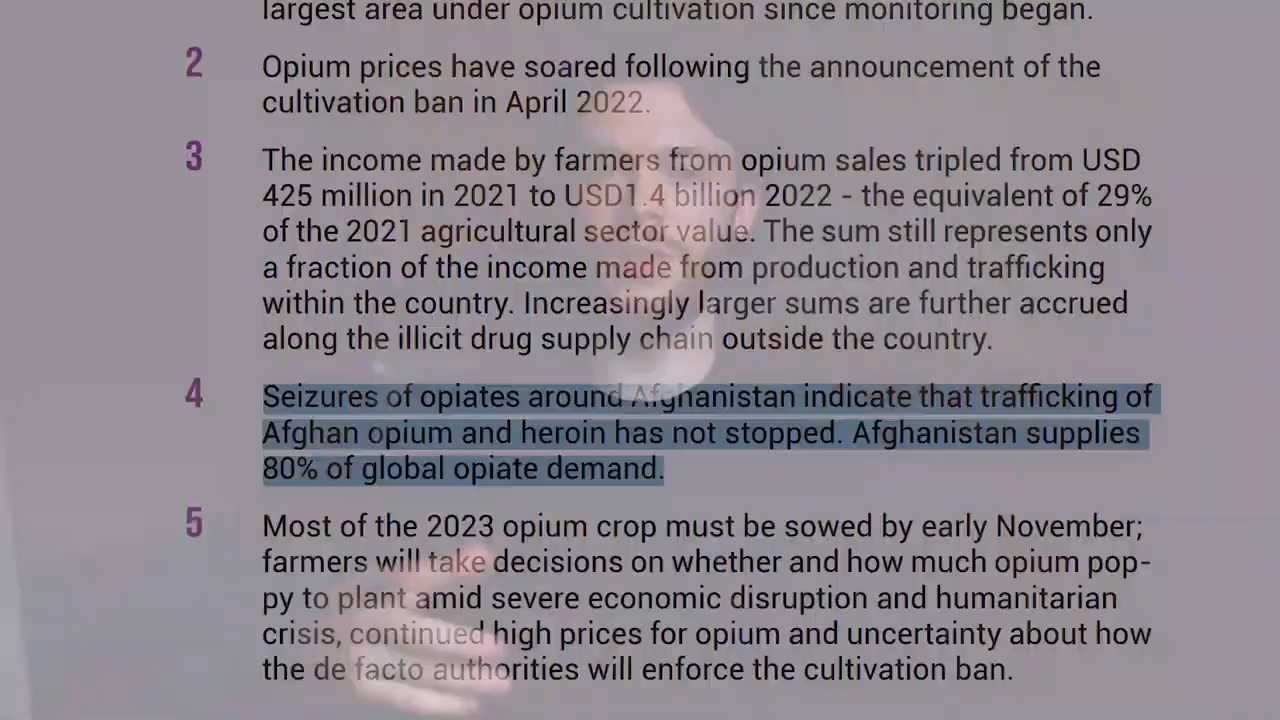 largest area under opium cultivation since monitoring began.
2 Opium prices have soared following the announcement of the
cultivation ban in April 2022.
3 The income made by farmers from opium sales tripled from USD
425 million in 2021 to USD1.4 billion 2022 - the equivalent of 29%
of the 2021 agricultural sector value. The sum still represents only
a fraction of the income made from production and trafficking
within the country. Increasingly larger sums are further accrued
along the illicit drug supply chain outside the country.
4 Seizures of opiates around Afghanistan indicate that trafficking of
Afghan opium and heroin has not stopped. Afghanistan supplies
80% of global opiate demand.
5 Most of the 2023 opium crop must be sowed by early November;
farmers will take decisions on whether and how much opium pop-
py to plant amid severe economic disruption and humanitarian
crisis, continued high prices for opium and uncertainty about how
the de facto authorities will enforce the cultivation ban.